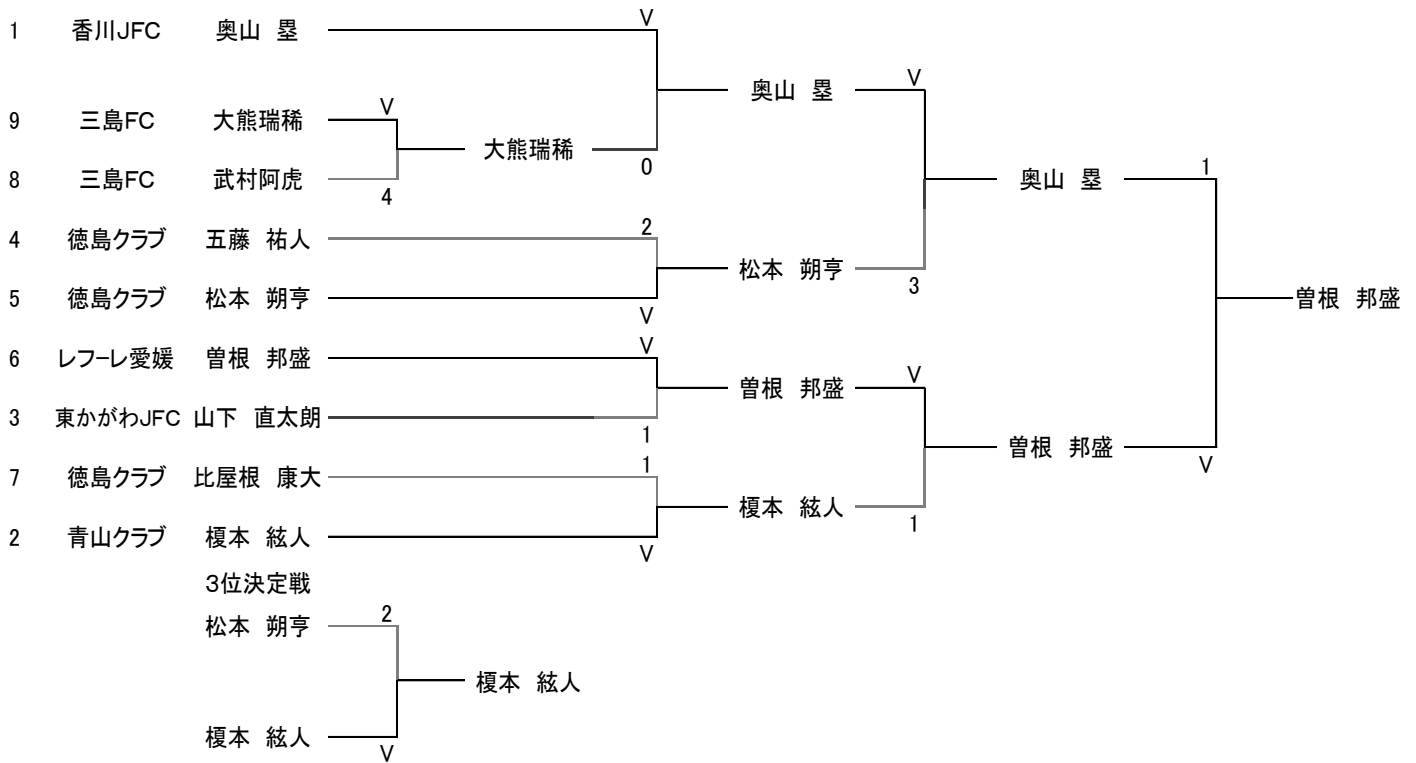 V
1 香川JFC 奥山 塁
奥山 塁 V
V
9 三島FC 大熊瑞稀
大熊瑞稀
0
奥山 塁 1
8 三島FC 武村阿虎
4
4 徳島クラブ 五藤 祐人 2
松本 朔亨
3
5 徳島クラブ 松本 朔亨
曽根 邦盛
V
V
6 レフーレ愛媛 曽根 邦盛
曽根 邦盛 V
3 東かがわJFC 山下 直太朗
1
曽根 邦盛
V
1
7 徳島クラブ 比屋根 康大
榎本 絃人
1
2 青山クラブ 榎本 絃人
V
3位決定戦
2
松本 朔亨
榎本 絃人
榎本 絃人
V